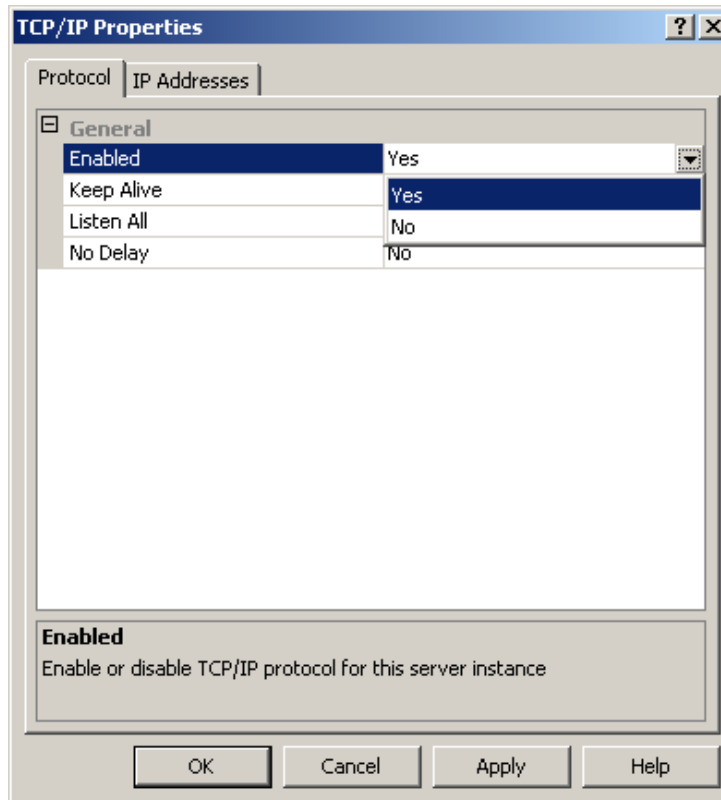 TCP/IP Properties
Protocol
IP Addresses
General
Enabled Yes
Keep Alive Yes
Listen All No
No Delay No
Enabled
Enable or disable TCP/IP protocol for this server instance
OK Cancel Apply Help